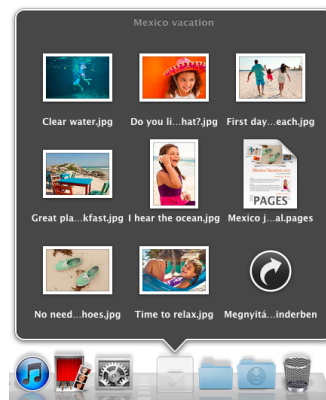 Mexico vacation
Clear water.jpg
Do you li...hat?.jpg
First day...each.jpg
Great pla...kfast.jpg
I hear the ocean.jpg
PAGES
Mexico j...al.pages
No need...hoes.jpg
Time to relax.jpg
Megnyitá...inderben